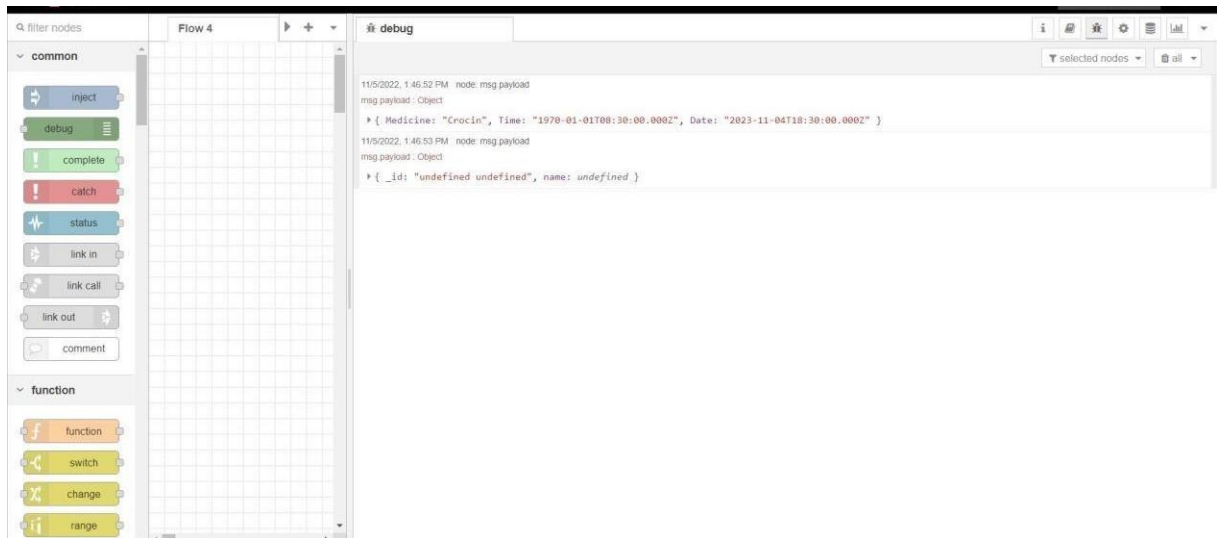 filter nodes
common
inject
debug
complete
catch
status
link in
link call
link out
comment
function
function
switch
change
range
Flow 4
debug
i
selected nodes
all
11/5/2022, 1:46:52 PM node: msg.payload
msg.payload : Object
{ Medicine: "Crocin", Time: "1970-01-01T08:30:00.000Z", Date: "2023-11-04T18:30:00.000Z" }
11/5/2022, 1:46:53 PM node: msg.payload
msg.payload : Object
{ _id: "undefined undefined", name: undefined }